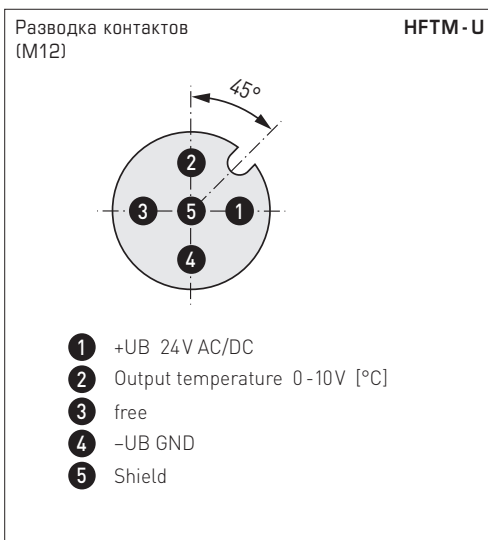 Разводка контактов HFTM-U
(M12)
45°
2
3 5 1
4
1 +UB 24V AC/DC
2 Output temperature 0-10V [°C]
3 free
4 –UB GND
5 Shield